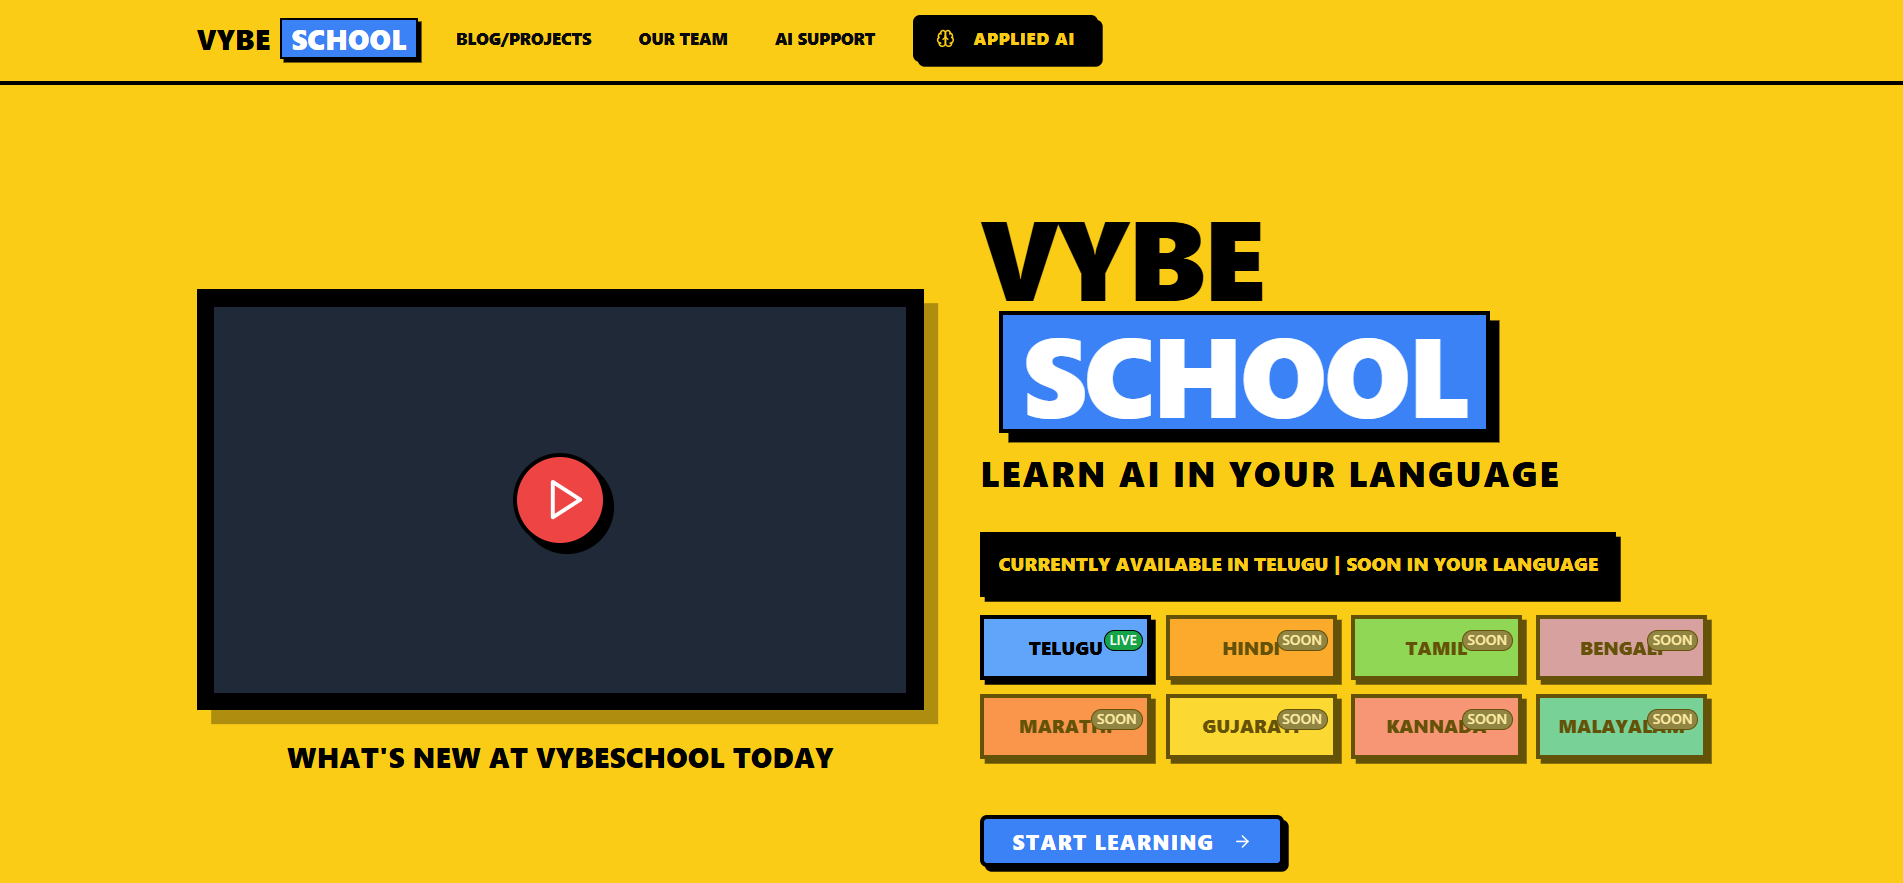 VYBE SCHOOL
BLOG/PROJECTS
OUR TEAM
AI SUPPORT
APPLIED AI
VYBE
SCHOOL
LEARN AI IN YOUR LANGUAGE
CURRENTLY AVAILABLE IN TELUGU | SOON IN YOUR LANGUAGE
TELUGU LIVE
HINDI SOON
TAMIL SOON
BENGALI SOON
MARATHI SOON
GUJARATI SOON
KANNADA SOON
MALAYALAM SOON
WHAT'S NEW AT VYBESCHOOL TODAY
START LEARNING